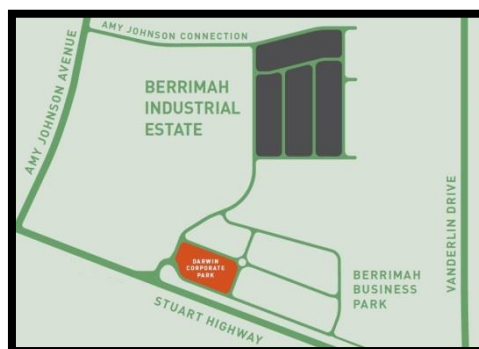 AMY JOHNSON CONNECTION
AMY JOHNSON AVENUE
BERRIMAH
INDUSTRIAL
ESTATE
VANDERLIN DRIVE
DARWIN
CORPORATE
PARK
BERRIMAH
BUSINESS
PARK
STUART HIGHWAY